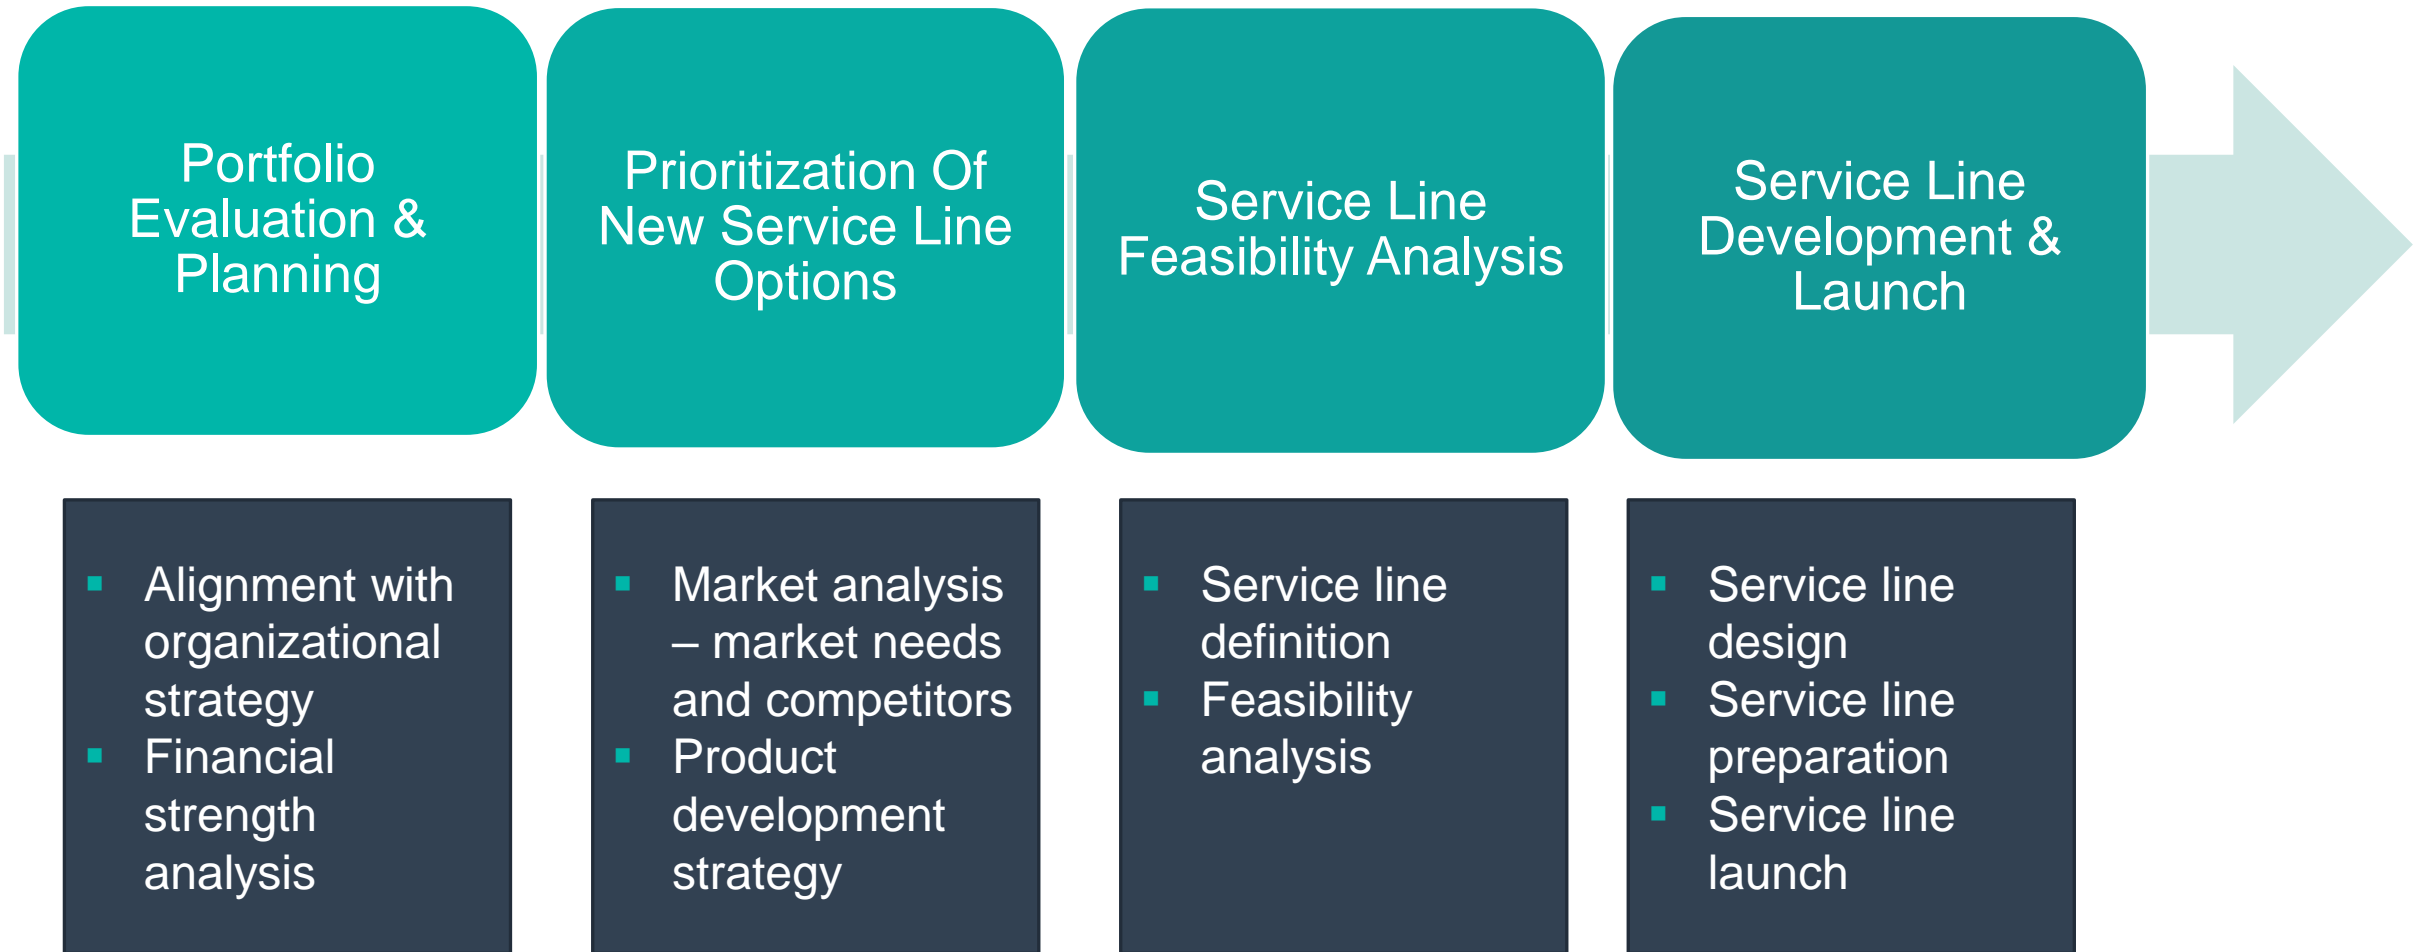 Portfolio
Evaluation &
Planning
Prioritization Of
New Service Line
Options
Service Line
Feasibility Analysis
Service Line
Development &
Launch
▪ Alignment with
organizational
strategy
▪ Financial
strength
analysis
▪ Market analysis
– market needs
and competitors
▪ Product
development
strategy
▪ Service line
definition
▪ Feasibility
analysis
▪ Service line
design
▪ Service line
preparation
▪ Service line
launch